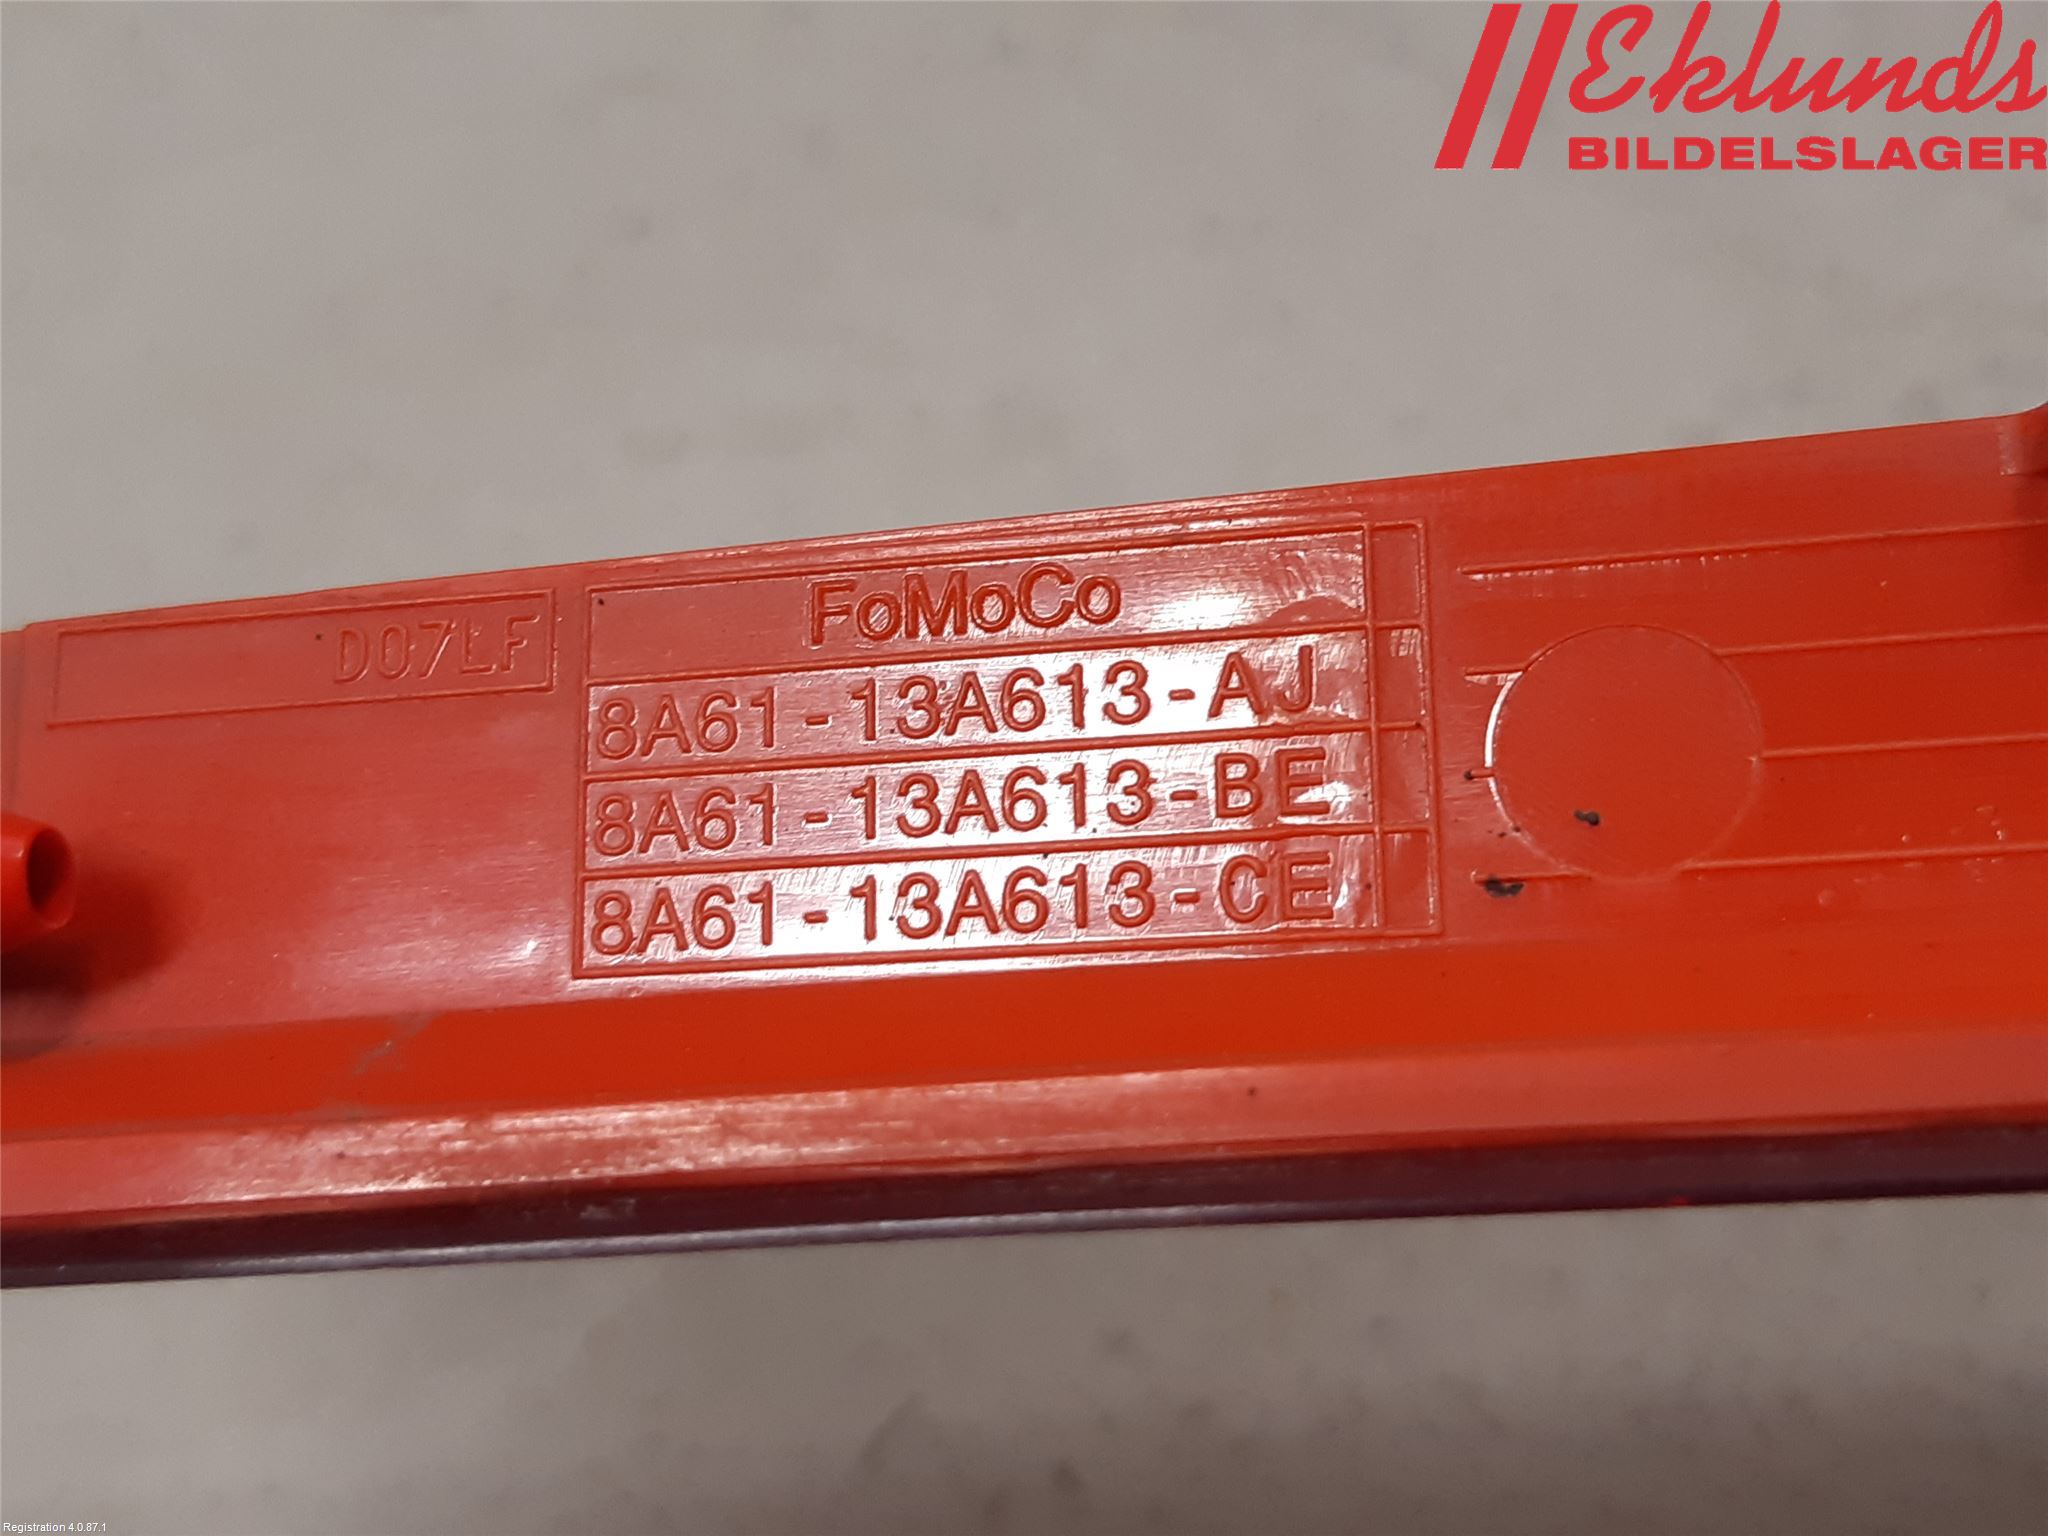 Eklunds
BILDELSLAGER
D07LF
FoMoCo
8A61-13A613-AJ
8A61-13A613-BE
8A61-13A613-CE
Registration 4.0.87.1